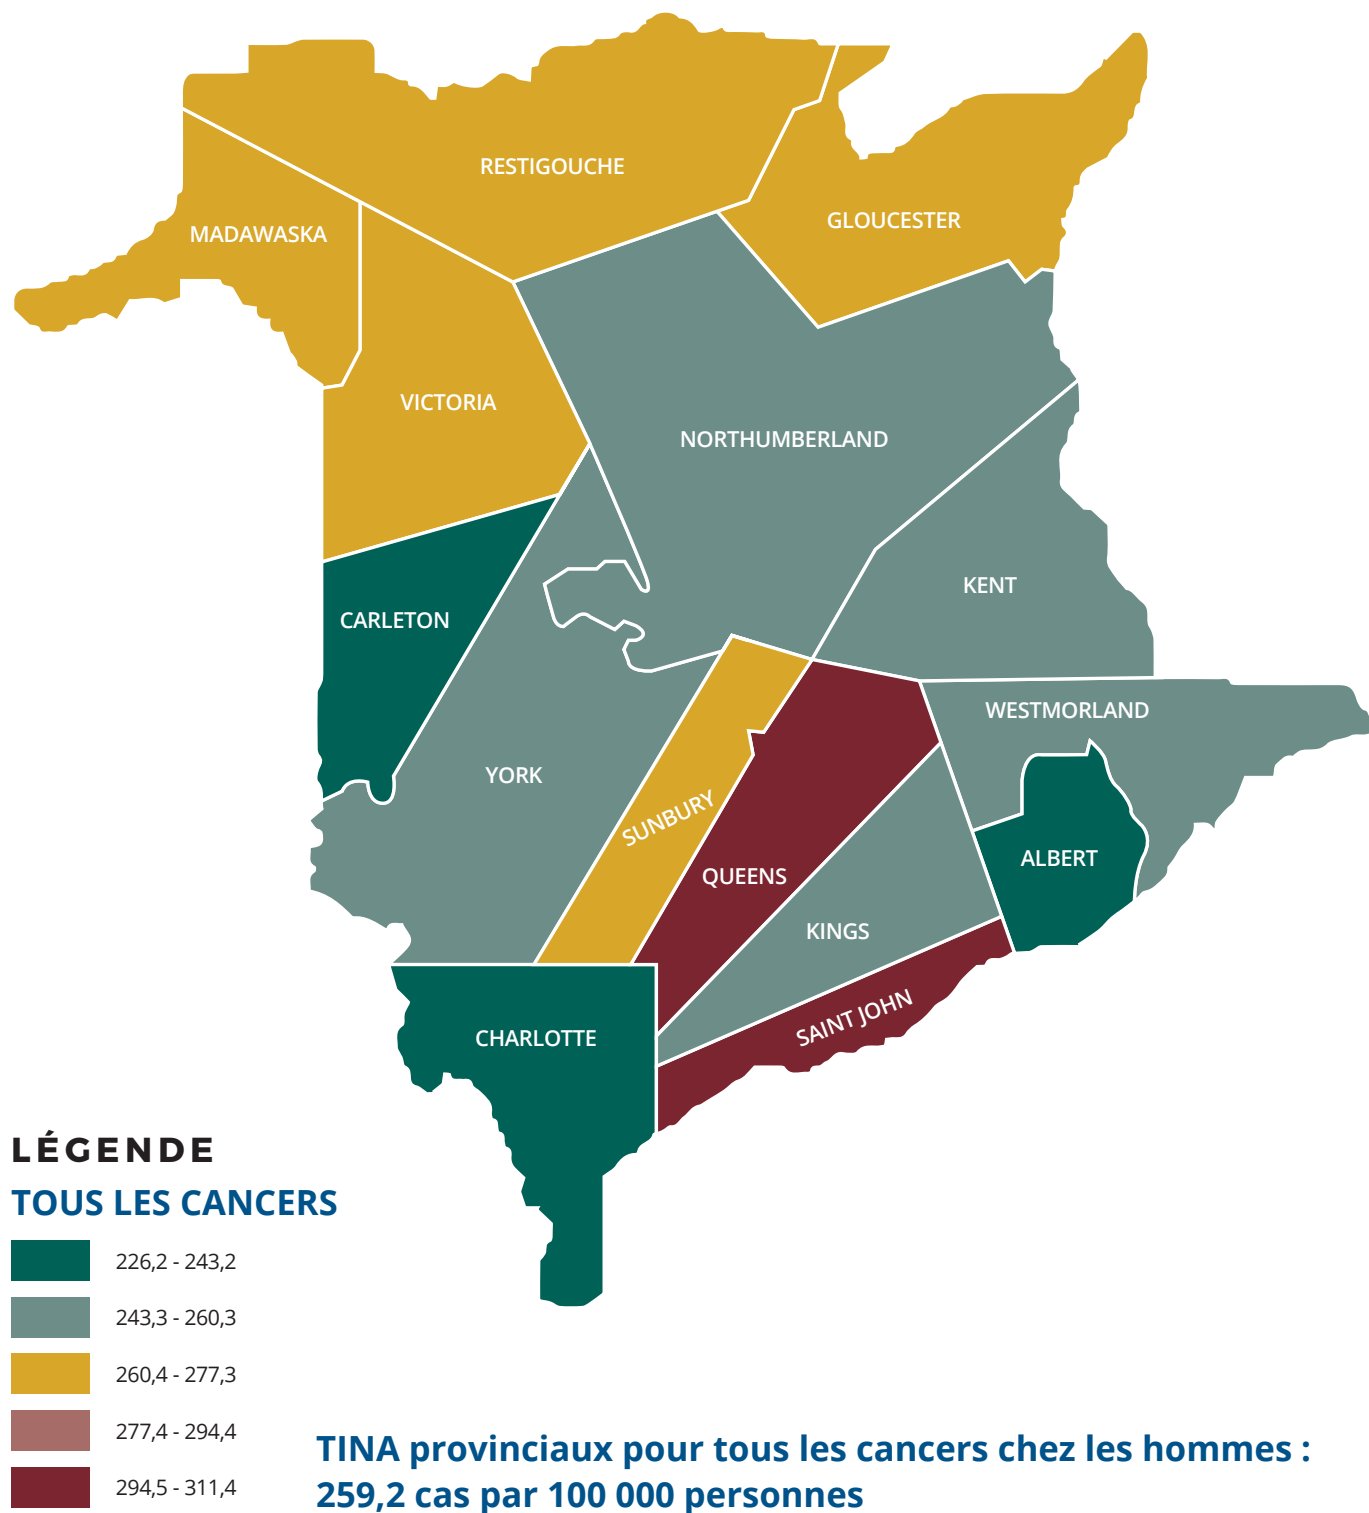 RESTIGOUCHE
GLOUCESTER
MADAWASKA
VICTORIA
NORTHUMBERLAND
KENT
CARLETON
WESTMORLAND
YORK
SUNBURY
ALBERT
QUEENS
KINGS
SAINT JOHN
CHARLOTTE
LÉGENDE
TOUS LES CANCERS
226,2 - 243,2
243,3 - 260,3
260,4 - 277,3
277,4 - 294,4
294,5 - 311,4
TINA provinciaux pour tous les cancers chez les hommes :
259,2 cas par 100 000 personnes